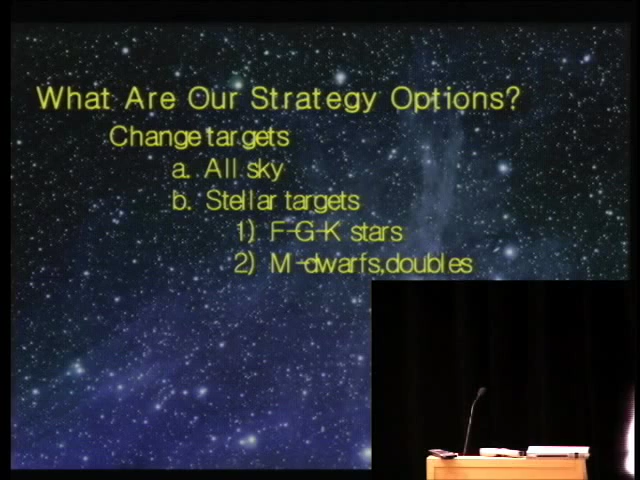 What Are Our Strategy Options?
Change targets
a. All sky
b. Stellar targets
1) F-G-K stars
2) M-dwarfs,doubles